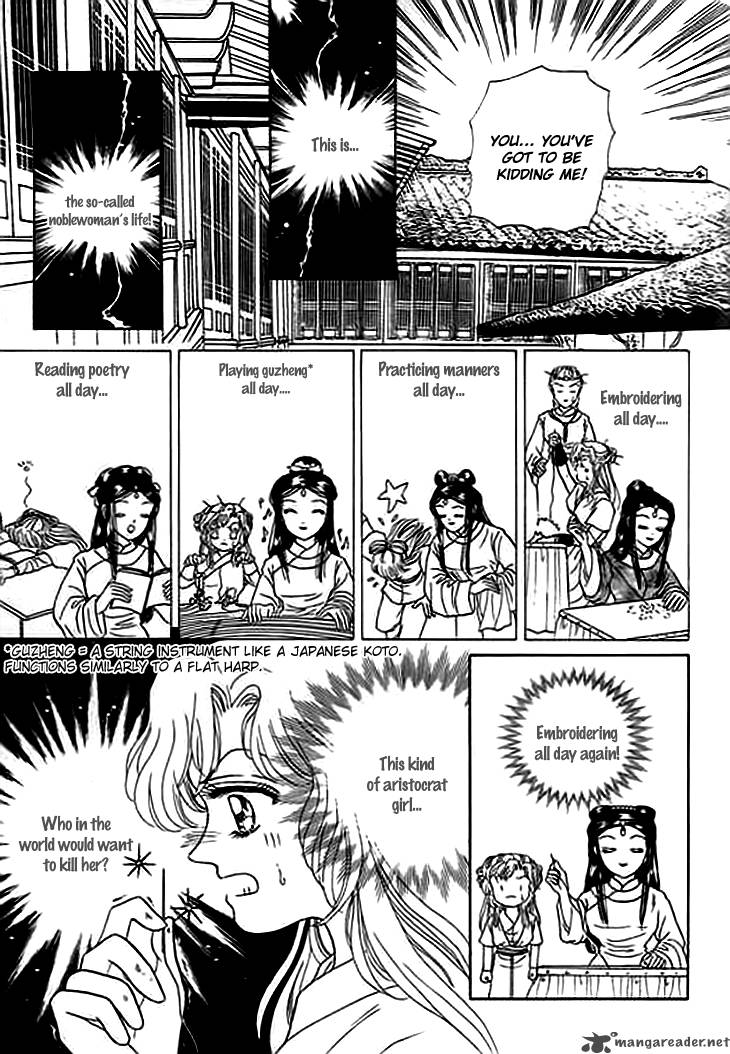 YOU... YOU'VE
GOT TO BE
KIDDING ME!
This is...
the so-called
noblewoman's life!
Reading poetry
all day...
Playing guzheng*
all day....
Practicing manners
all day...
Embroidering
all day....
*GUZHENG = A STRING INSTRUMENT LIKE A JAPANESE KOTO.
FUNCTIONS SIMILARLY TO A FLAT HARP.
Embroidering
all day again!
This kind
of aristocrat
girl...
Who in the
world would want
to kill her?
mangareader.net